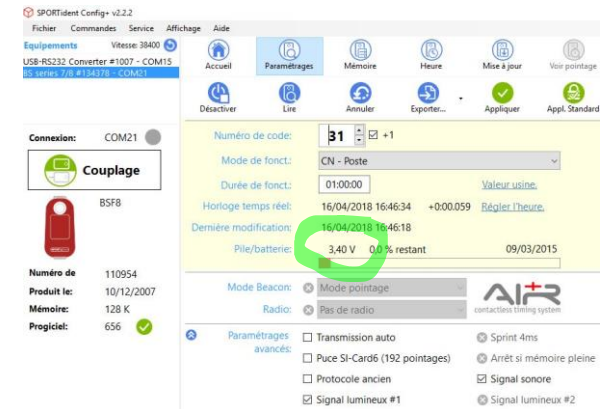 SPORTident Config+ v2.2.2
Fichier Commandes Service Affichage Aide
Equipements Vitesse: 38400
USB-RS232 Converter #1007 - COM15
BS series 7/8 #134378 - COM21
Accueil Paramétrages Mémoire Heure Mise à jour Voir pointage
Désactiver Lire Annuler Exporter... Appliquer Appl. Standard
Connexion: COM21
Couplage
BSF8
Numéro de 110954
Produit le: 10/12/2007
Mémoire: 128 K
Progiciel: 656
Numéro de code: 31 +1
Mode de fonct.: CN - Poste
Durée de fonct.: 01:00:00 Valeur usine.
Horloge temps réel: 16/04/2018 16:46:34 +0:00.059 Régler l'heure.
Dernière modification: 16/04/2018 16:46:18
Pile/batterie: 3,40 V 0,0 % restant 09/03/2015
Mode Beacon: Mode pointage
Radio: Pas de radio
AIR+
contactless timing system
Paramétrages avancés:
Transmission auto Sprint 4ms
Puce SI-Card6 (192 pointages) Arrêt si mémoire pleine
Protocole ancien Signal sonore
Signal lumineux #1 Signal lumineux #2